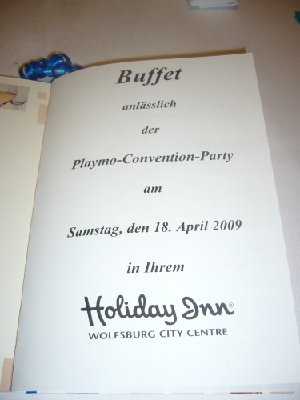 Buffet
anlässlich
der
Playmo-Convention-Party
am
Samstag, den 18. April 2009
in Ihrem
Holiday Inn®
WOLFSBURG CITY CENTRE